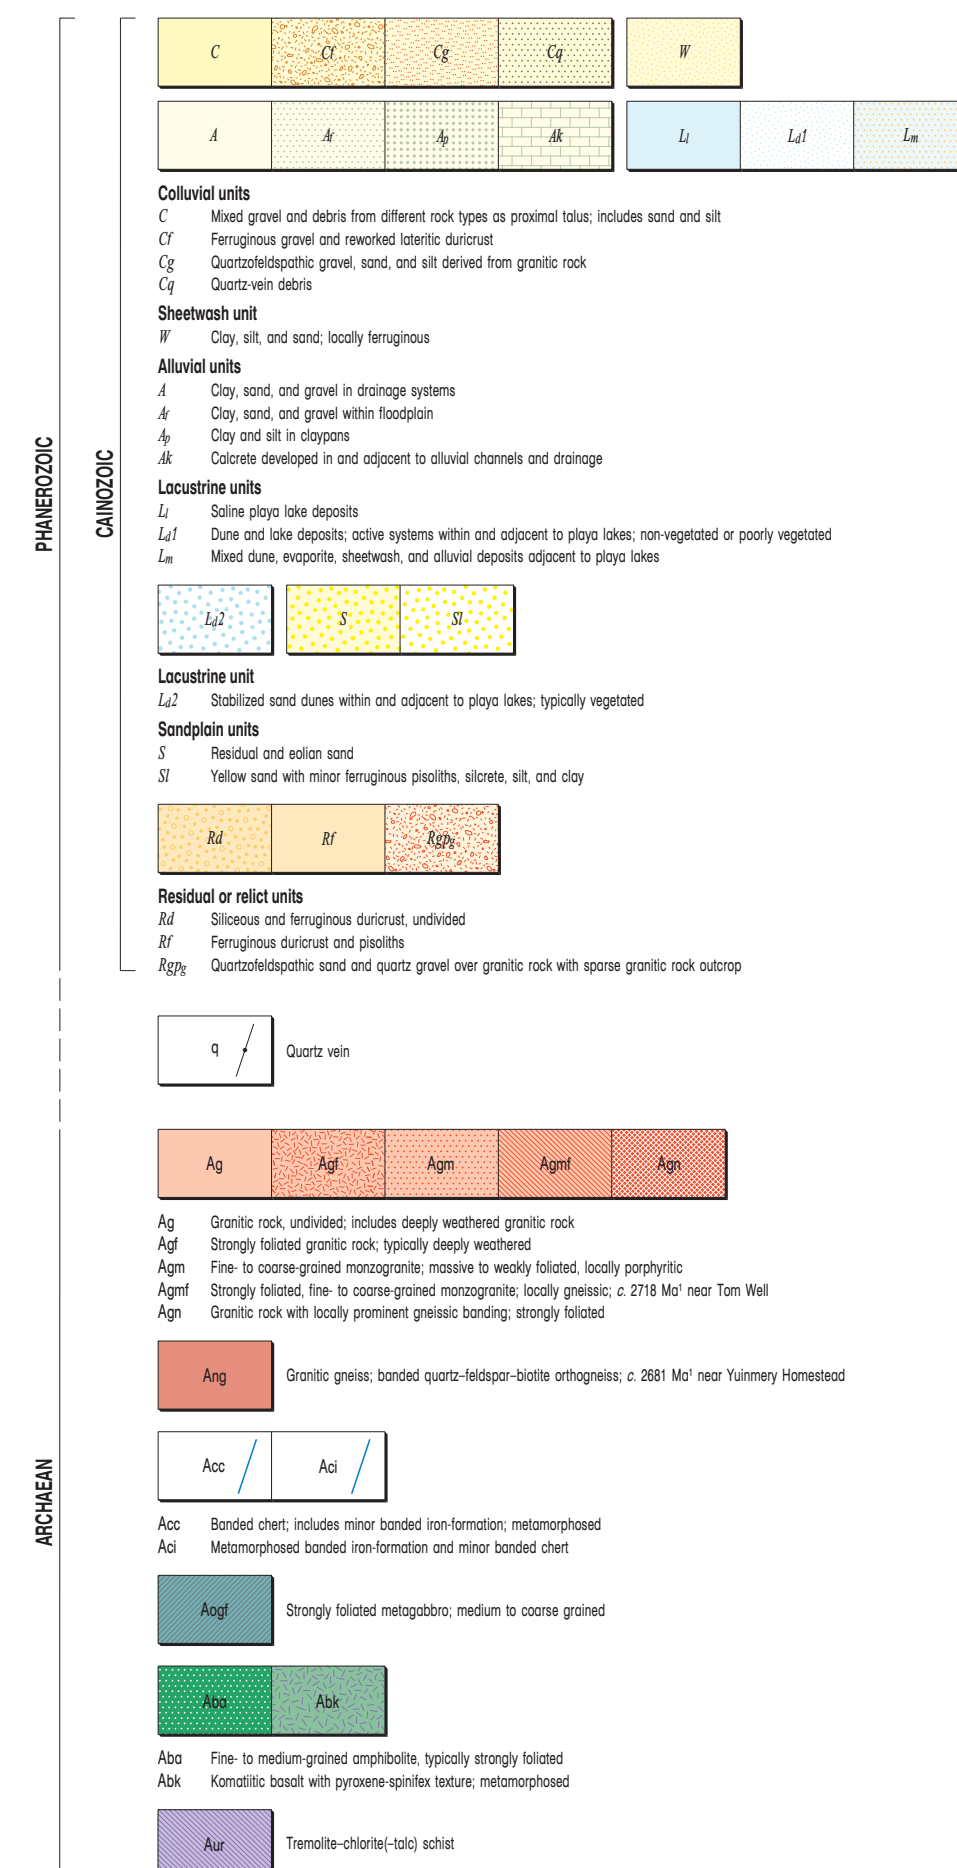 C Cf Cg Cq W
A Af Ap Ak Ll Ld1 Lm
Colluvial units
C Mixed gravel and debris from different rock types as proximal talus; includes sand and silt
Cf Ferruginous gravel and reworked lateritic duricrust
Cg Quartzofeldspathic gravel, sand, and silt derived from granitic rock
Cq Quartz-vein debris
Sheetwash unit
W Clay, silt, and sand; locally ferruginous
Alluvial units
A Clay, sand, and gravel in drainage systems
Af Clay, sand, and gravel within floodplain
Ap Clay and silt in claypans
Ak Calcrete developed in and adjacent to alluvial channels and drainage
Lacustrine units
Ll Saline playa lake deposits
Ld1 Dune and lake deposits; active systems within and adjacent to playa lakes; non-vegetated or poorly vegetated
Lm Mixed dune, evaporite, sheetwash, and alluvial deposits adjacent to playa lakes
PHANEROZOIC
CAINOZOIC
Ld2 S Sl
Lacustrine unit
Ld2 Stabilized sand dunes within and adjacent to playa lakes; typically vegetated
Sandplain units
S Residual and eolian sand
Sl Yellow sand with minor ferruginous pisoliths, silcrete, silt, and clay
Rd Rf Rgpg
Residual or relict units
Rd Siliceous and ferruginous duricrust, undivided
Rf Ferruginous duricrust and pisoliths
Rgpg Quartzofeldspathic sand and quartz gravel over granitic rock with sparse granitic rock outcrop
q Quartz vein
Ag Agf Agm Agmf Agn
Ag Granitic rock, undivided; includes deeply weathered granitic rock
Agf Strongly foliated granitic rock; typically deeply weathered
Agm Fine- to coarse-grained monzogranite; massive to weakly foliated, locally porphyritic
Agmf Strongly foliated, fine- to coarse-grained monzogranite; locally gneissic; c. 2718 Ma¹ near Tom Well
Agn Granitic rock with locally prominent gneissic banding; strongly foliated
Ang Granitic gneiss; banded quartz–feldspar–biotite orthogneiss; c. 2681 Ma¹ near Yuinmery Homestead
Acc Aci
ARCHAEAN
Acc Banded chert; includes minor banded iron-formation; metamorphosed
Aci Metamorphosed banded iron-formation and minor banded chert
Aogf Strongly foliated metagabbro; medium to coarse grained
Aba Abk
Aba Fine- to medium-grained amphibolite, typically strongly foliated
Abk Komatiitic basalt with pyroxene-spinifex texture; metamorphosed
Aur Tremolite–chlorite(–talc) schist